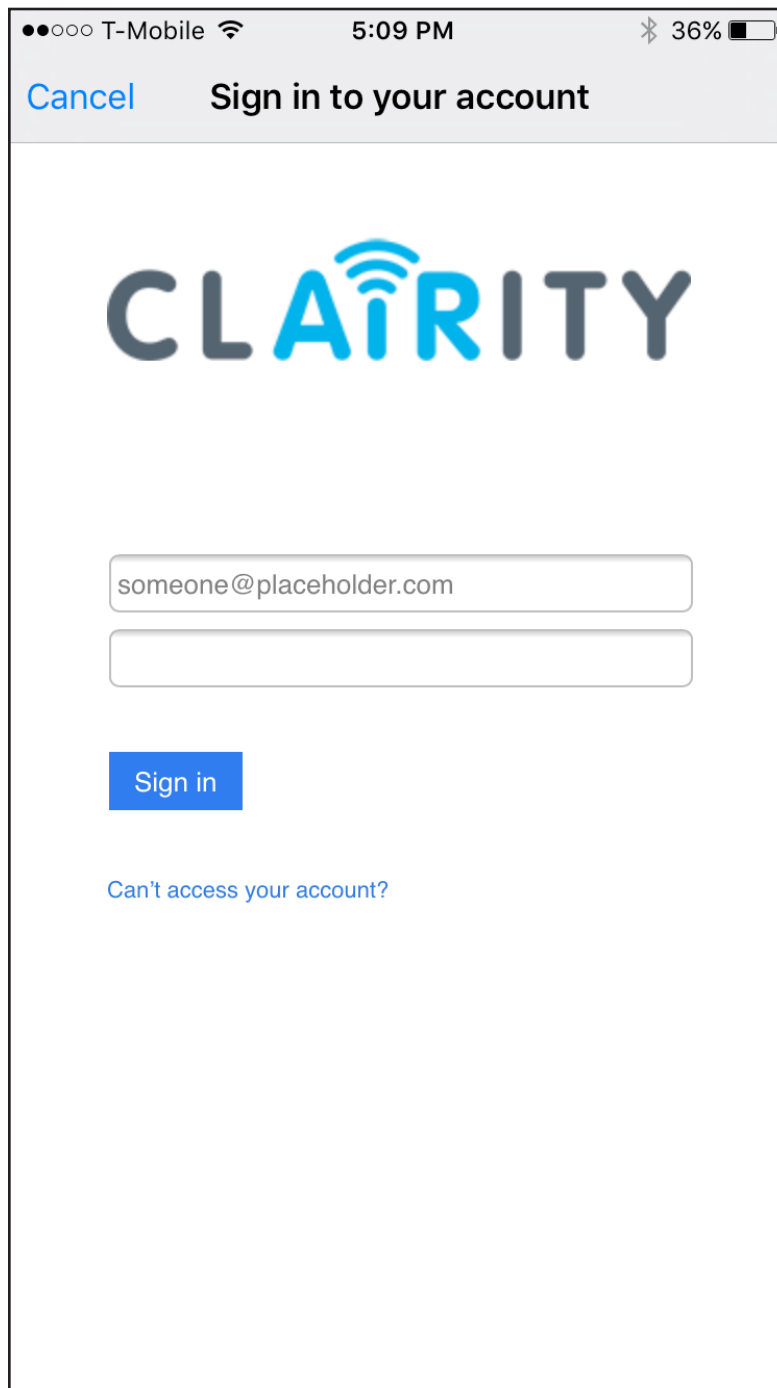 T-Mobile 5:09 PM 36%
Cancel Sign in to your account
CLAiRITY
someone@placeholder.com
Sign in
Can’t access your account?